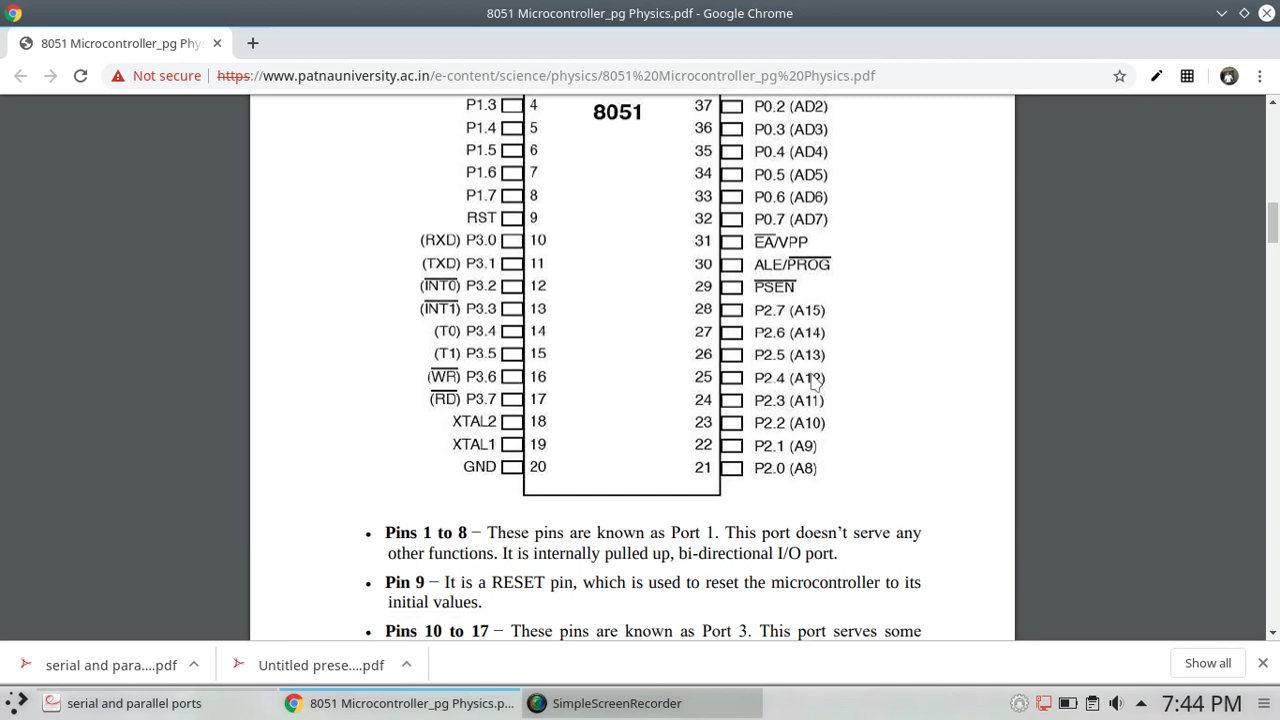 8051 Microcontroller_pg Physics.pdf - Google Chrome
8051 Microcontroller_pg Phy
Not secure
https://www.patnauniversity.ac.in/e-content/science/physics/8051%20Microcontroller_pg%20Physics.pdf
8051
P1.3 4 37 P0.2 (AD2)
P1.4 5 36 P0.3 (AD3)
P1.5 6 35 P0.4 (AD4)
P1.6 7 34 P0.5 (AD5)
P1.7 8 33 P0.6 (AD6)
RST 9 32 P0.7 (AD7)
(RXD) P3.0 10 31 EA/VPP
(TXD) P3.1 11 30 ALE/PROG
(INT0) P3.2 12 29 PSEN
(INT1) P3.3 13 28 P2.7 (A15)
(T0) P3.4 14 27 P2.6 (A14)
(T1) P3.5 15 26 P2.5 (A13)
(WR) P3.6 16 25 P2.4 (A12)
(RD) P3.7 17 24 P2.3 (A11)
XTAL2 18 23 P2.2 (A10)
XTAL1 19 22 P2.1 (A9)
GND 20 21 P2.0 (A8)
• Pins 1 to 8 − These pins are known as Port 1. This port doesn’t serve any
other functions. It is internally pulled up, bi-directional I/O port.
• Pin 9 − It is a RESET pin, which is used to reset the microcontroller to its
initial values.
• Pins 10 to 17 − These pins are known as Port 3. This port serves some
serial and para....pdf
Untitled prese....pdf
Show all
serial and parallel ports
8051 Microcontroller_pg Physics.p...
SimpleScreenRecorder
7:44 PM